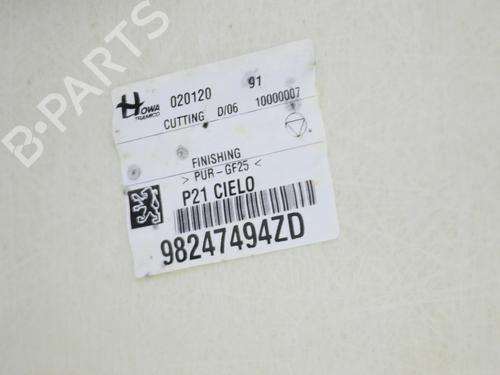 B-PARTS
HOWA 020120 91
TRAMICO CUTTING D/06 10000007
FINISHING
> PUR-GF25 <
P21 CIELO
98247494ZD